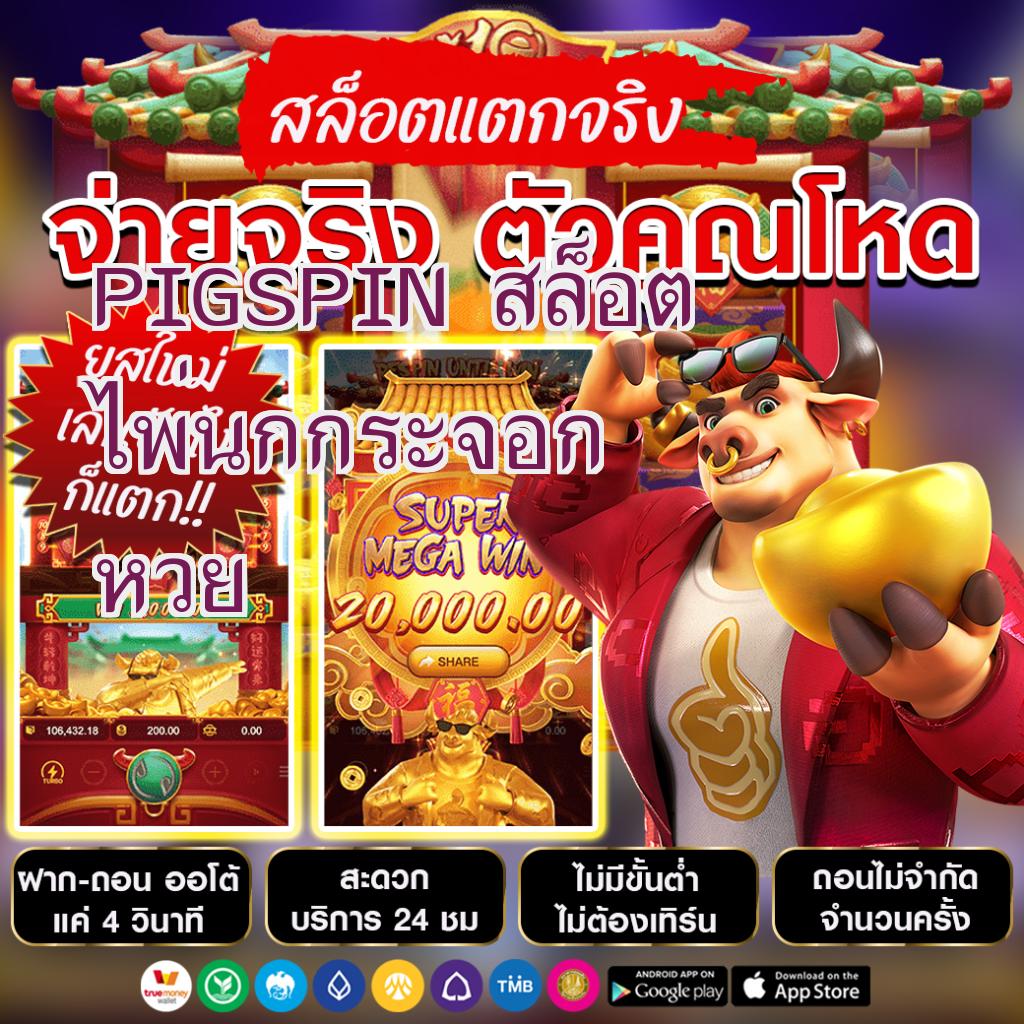 สล็อตแตกจริง
จ่ายจริง ตัวคูณโหด
PIGSPIN สล็อต
ยูสใหม่
ไพ่นกกระจอก
ก็แตก!!
หวย
SUPER
MEGA WIN
20,000.00
SHARE
106,432.18 200.00 0.00
TURBO
福
ฝาก-ถอน ออโต้
แค่ 4 วินาที
สะดวก
บริการ 24 ชม
ไม่มีขั้นต่ำ
ไม่ต้องเทิร์น
ถอนไม่จำกัด
จำนวนครั้ง
truemoney
wallet
TMB
ANDROID APP ON
Google play
Download on the
App Store